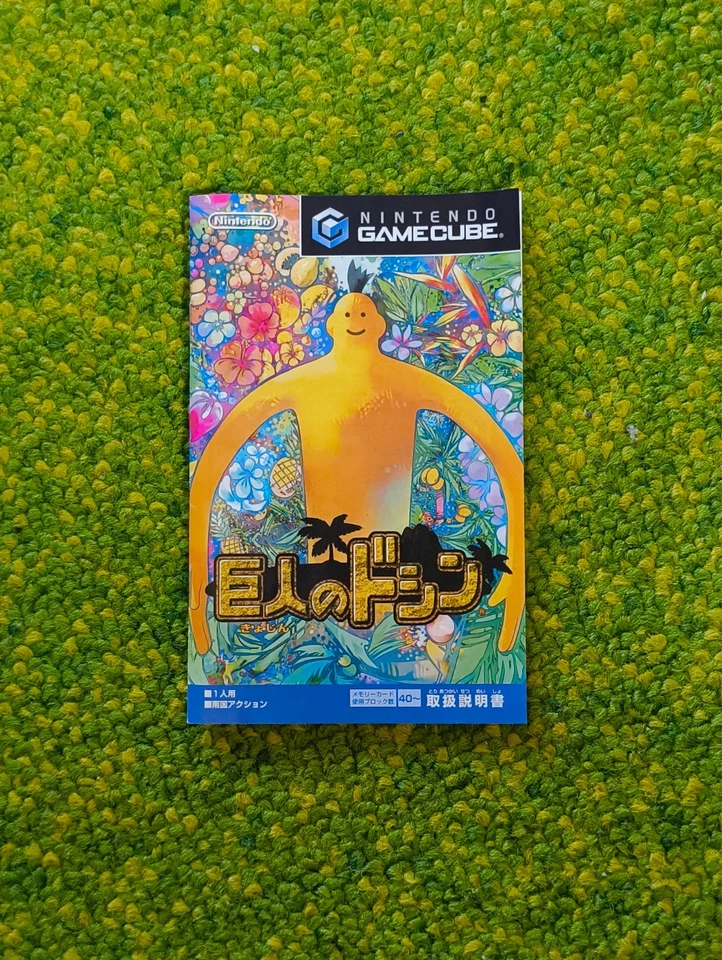 Nintendo
NINTENDO
GAMECUBE
巨人のドシン
きょじん
■1人用
■南国アクション
メモリーカード
使用ブロック数
40〜
とりあつかいせつ めい しょ
取扱説明書